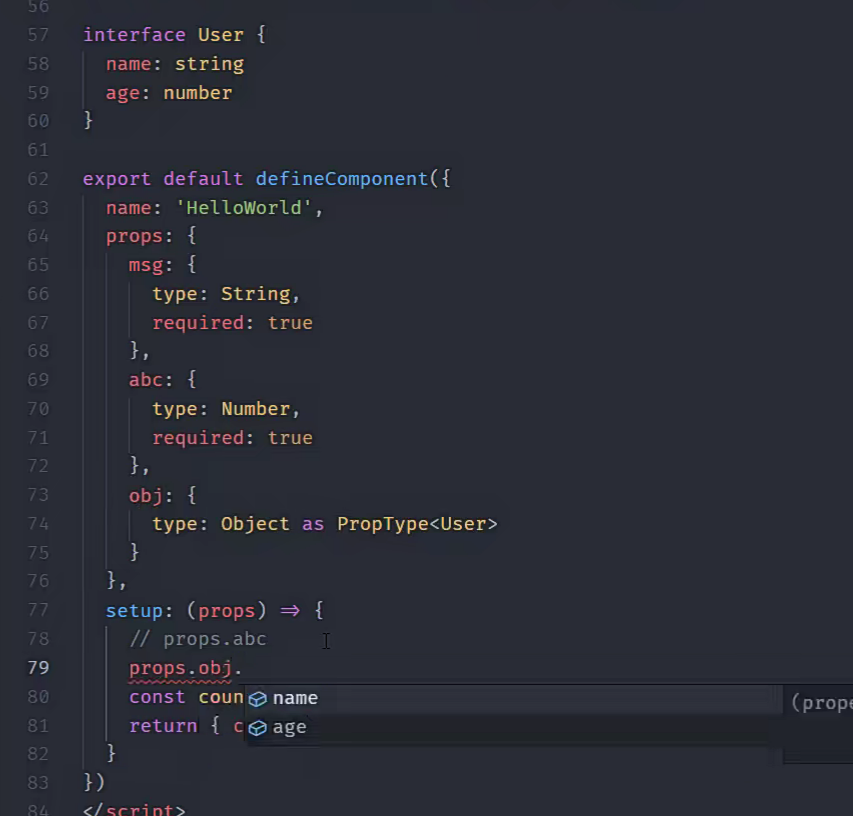 56
57 interface User {
58   name: string
59   age: number
60 }
61
62 export default defineComponent({
63   name: 'HelloWorld',
64   props: {
65     msg: {
66       type: String,
67       required: true
68     },
69     abc: {
70       type: Number,
71       required: true
72     },
73     obj: {
74       type: Object as PropType<User>
75     }
76   },
77   setup: (props) ⇒ {
78     // props.abc
79     props.obj.
80     const coun name (prope
81     return { c age
82   }
83 })
84 </script>